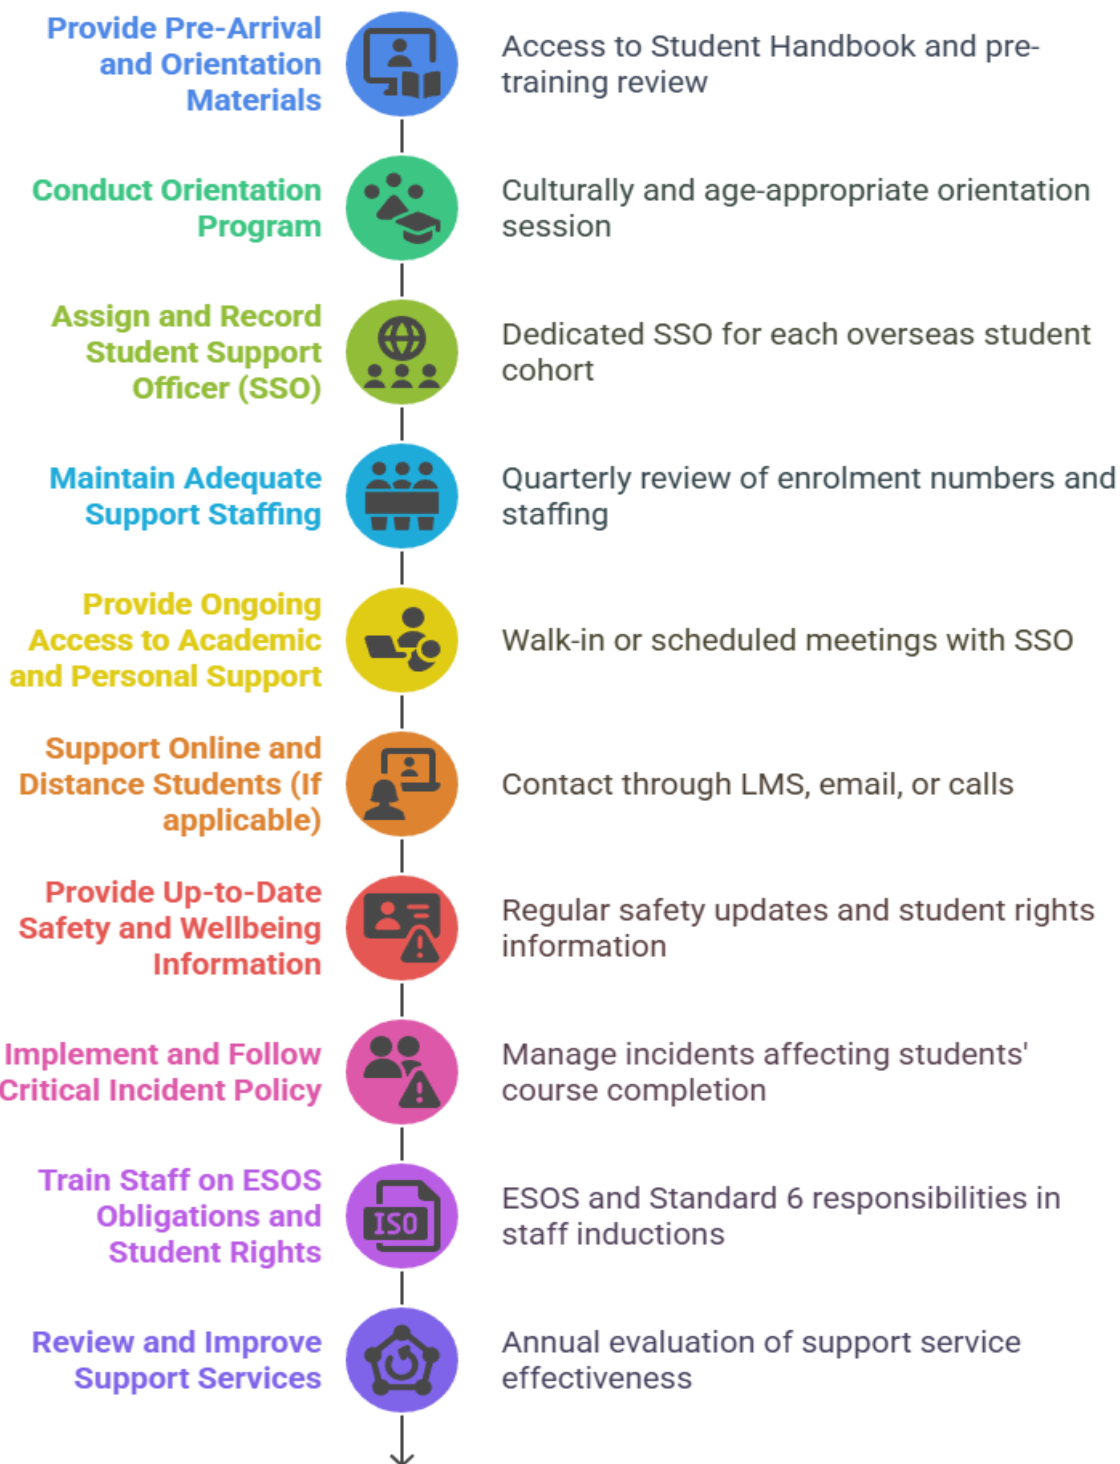 Provide Pre-Arrival
and Orientation
Materials
Access to Student Handbook and pre-
training review
Conduct Orientation
Program
Culturally and age-appropriate orientation
session
Assign and Record
Student Support
Officer (SSO)
Dedicated SSO for each overseas student
cohort
Maintain Adequate
Support Staffing
Quarterly review of enrolment numbers and
staffing
Provide Ongoing
Access to Academic
and Personal Support
Walk-in or scheduled meetings with SSO
Support Online and
Distance Students (If
applicable)
Contact through LMS, email, or calls
Provide Up-to-Date
Safety and Wellbeing
Information
Regular safety updates and student rights
information
Implement and Follow
Critical Incident Policy
Manage incidents affecting students'
course completion
Train Staff on ESOS
Obligations and
Student Rights
ISO
ESOS and Standard 6 responsibilities in
staff inductions
Review and Improve
Support Services
Annual evaluation of support service
effectiveness